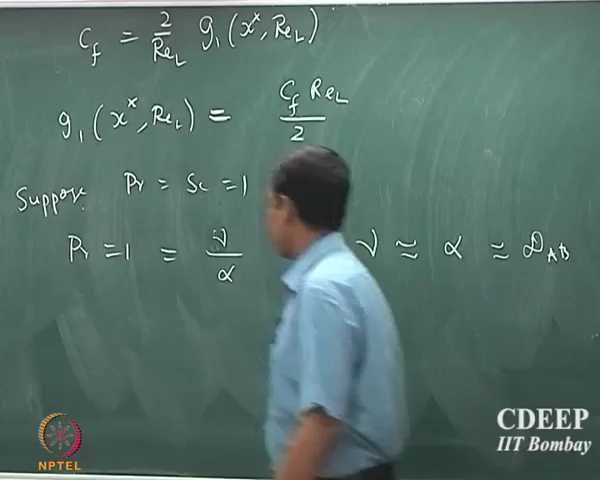 C_f = 2/Re_L g_1(x*, Re_L)
g_1(x*, Re_L) = C_f Re_L / 2
Suppose Pr = Sc = 1
Pr = 1 = ν/α ν ≈ α ≈ D_AB
CDEEP
IIT Bombay
NPTEL